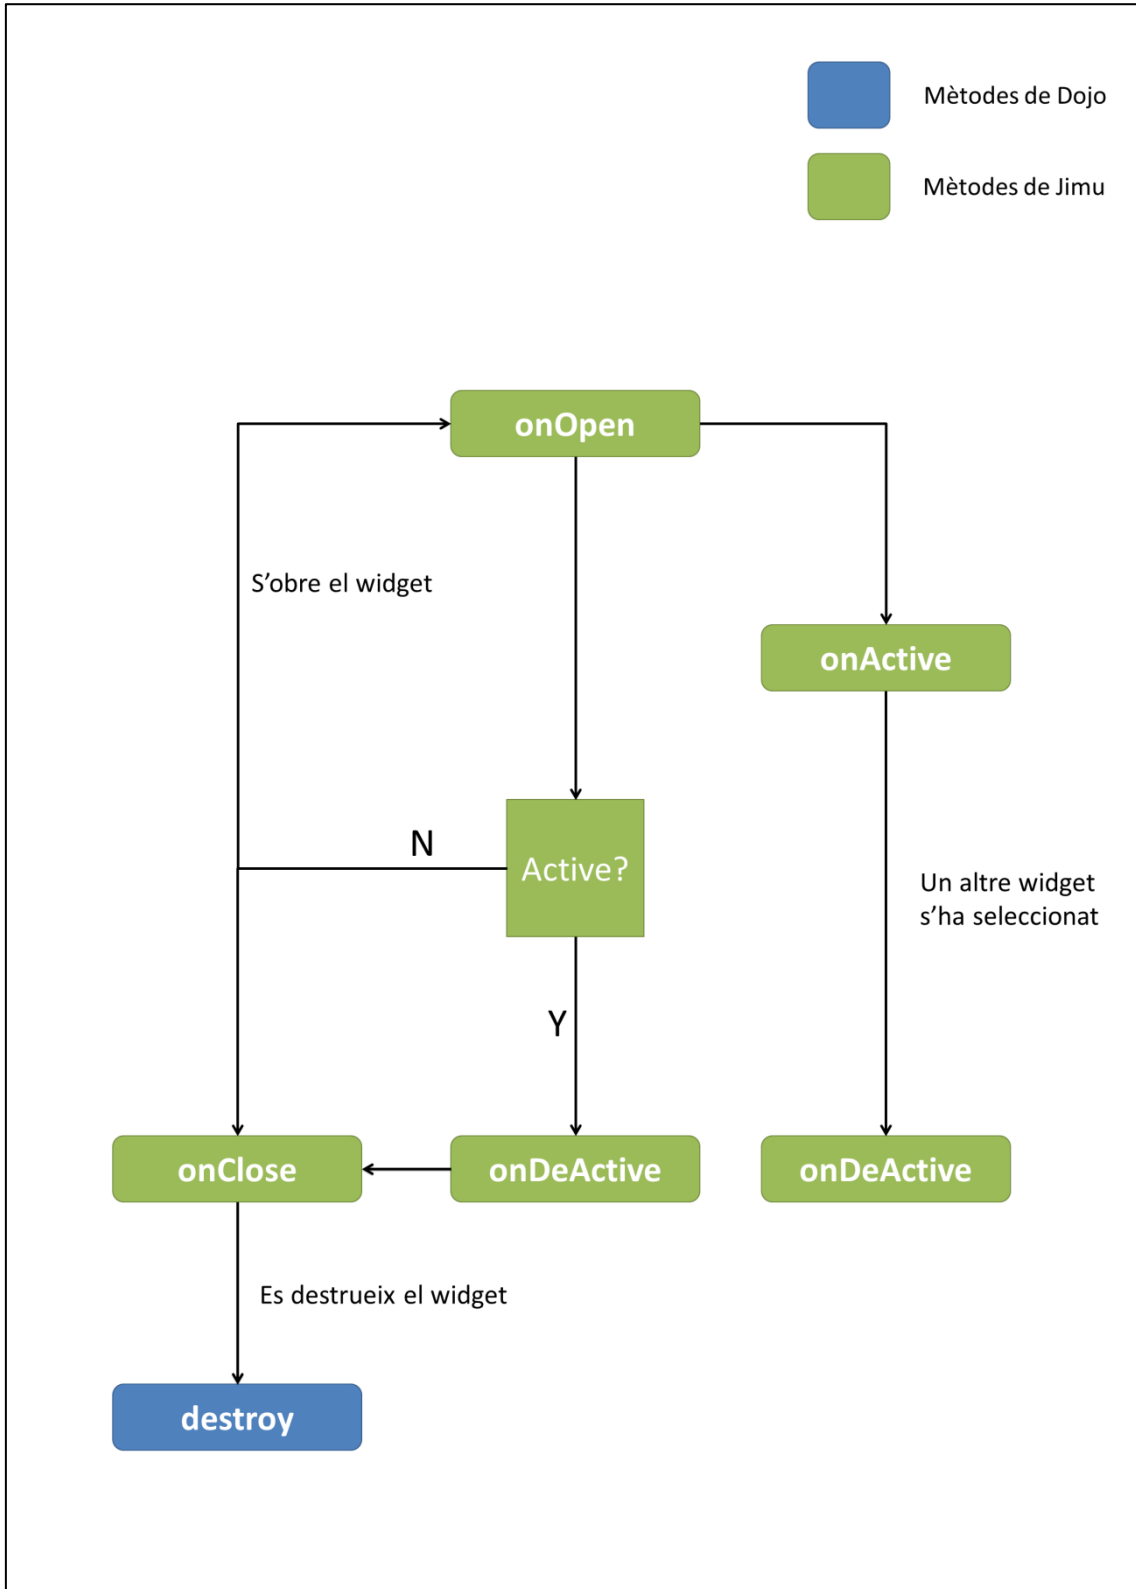 Mètodes de Dojo
Mètodes de Jimu
onOpen
S’obre el widget
onActive
N
Active?
Un altre widget
s’ha seleccionat
Y
onClose
onDeActive
onDeActive
Es destrueix el widget
destroy